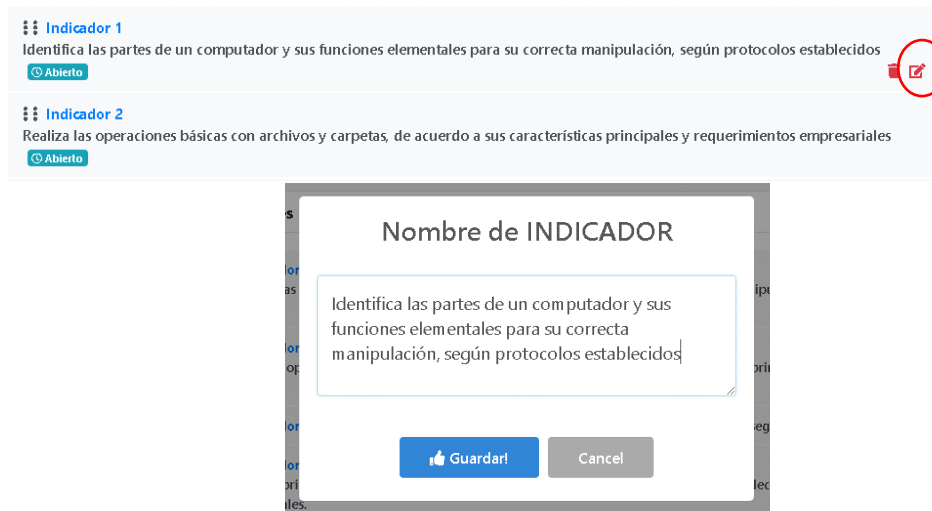 Indicador 1
Identifica las partes de un computador y sus funciones elementales para su correcta manipulación, según protocolos establecidos
Abierto
Indicador 2
Realiza las operaciones básicas con archivos y carpetas, de acuerdo a sus características principales y requerimientos empresariales
Abierto
Nombre de INDICADOR
Identifica las partes de un computador y sus
funciones elementales para su correcta
manipulación, según protocolos establecidos
Guardar!
Cancel